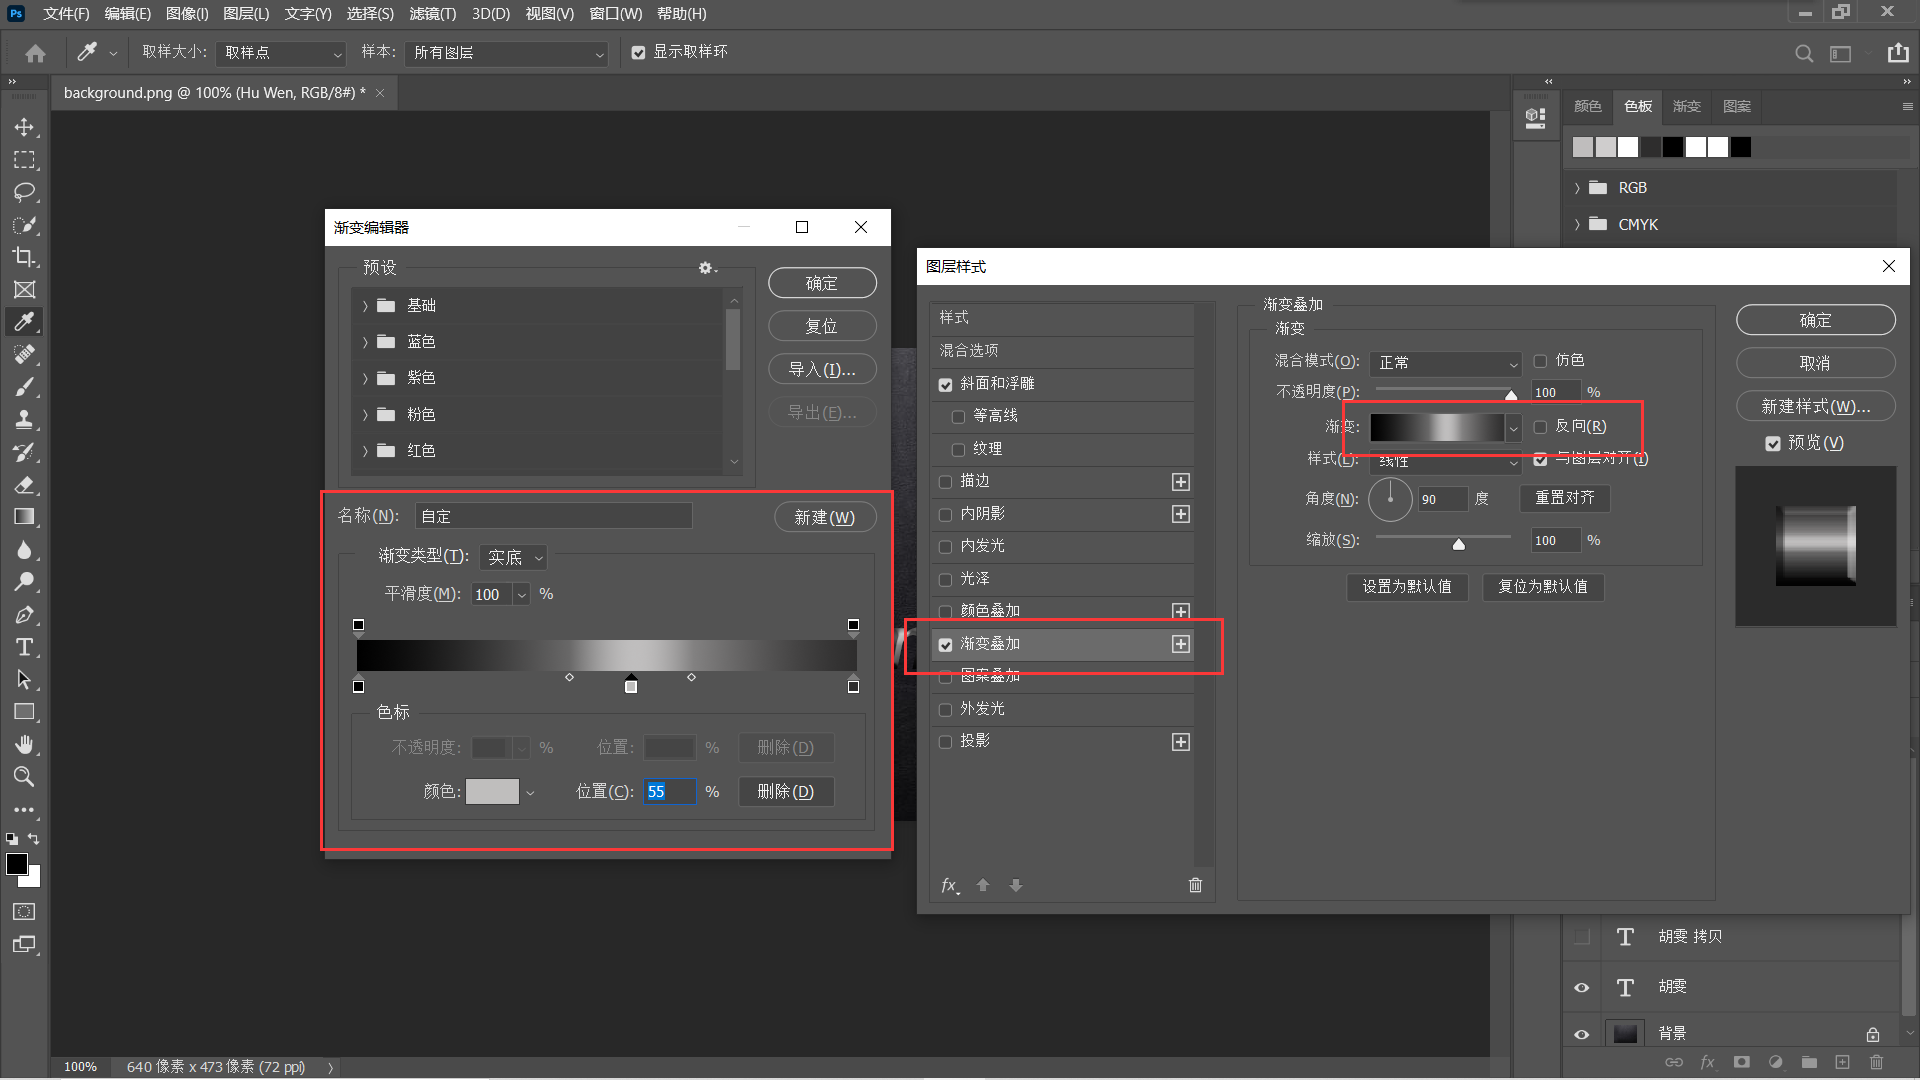 Ps 文件(F) 编辑(E) 图像(I) 图层(L) 文字(Y) 选择(S) 滤镜(T) 3D(D) 视图(V) 窗口(W) 帮助(H)
取样大小: 取样点 样本: 所有图层 显示取样环
background.png @ 100% (Hu Wen, RGB/8#) *
颜色 色板 渐变 图案
RGB
CMYK
渐变编辑器
预设
基础
蓝色
紫色
粉色
红色
确定
复位
导入(I)...
导出(E)...
名称(N): 自定 新建(W)
渐变类型(T): 实底
平滑度(M): 100 %
色标
不透明度: % 位置: % 删除(D)
颜色: 位置(C): 55 % 删除(D)
图层样式
样式
混合选项
斜面和浮雕
等高线
纹理
描边
内阴影
内发光
光泽
颜色叠加
渐变叠加
图案叠加
外发光
投影
fx
渐变叠加
渐变
混合模式(O): 正常 仿色
不透明度(P): 100 %
渐变: 反向(R)
样式(L): 线性 与图层对齐(I)
角度(N): 90 度 重置对齐
缩放(S): 100 %
设置为默认值 复位为默认值
确定
取消
新建样式(W)...
预览(V)
T 胡雯 拷贝
T 胡雯
背景
fx
100% 640 像素 x 473 像素 (72 ppi)